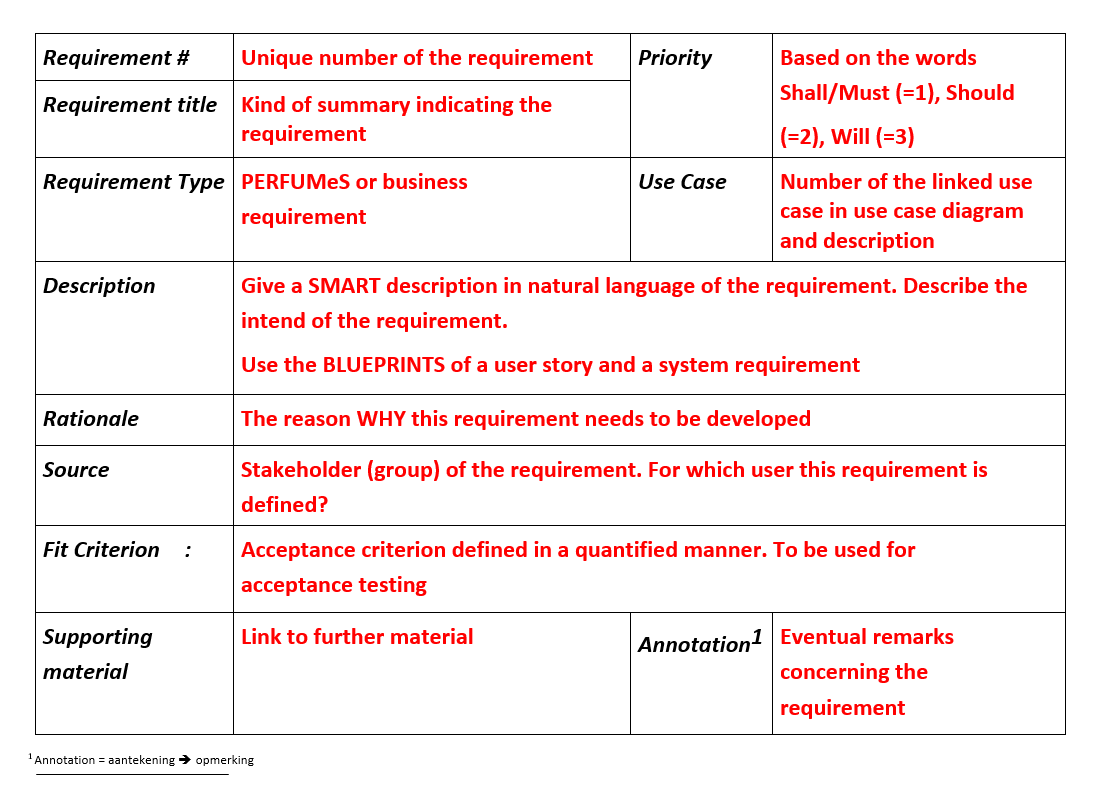 Requirement #
Unique number of the requirement
Priority
Based on the words
Shall/Must (=1), Should
(=2), Will (=3)
Requirement title
Kind of summary indicating the
requirement
Requirement Type
PERFUMeS or business
requirement
Use Case
Number of the linked use
case in use case diagram
and description
Description
Give a SMART description in natural language of the requirement. Describe the
intend of the requirement.
Use the BLUEPRINTS of a user story and a system requirement
Rationale
The reason WHY this requirement needs to be developed
Source
Stakeholder (group) of the requirement. For which user this requirement is
defined?
Fit Criterion :
Acceptance criterion defined in a quantified manner. To be used for
acceptance testing
Supporting
material
Link to further material
Annotation¹
Eventual remarks
concerning the
requirement
¹ Annotation = aantekening 🡺 opmerking